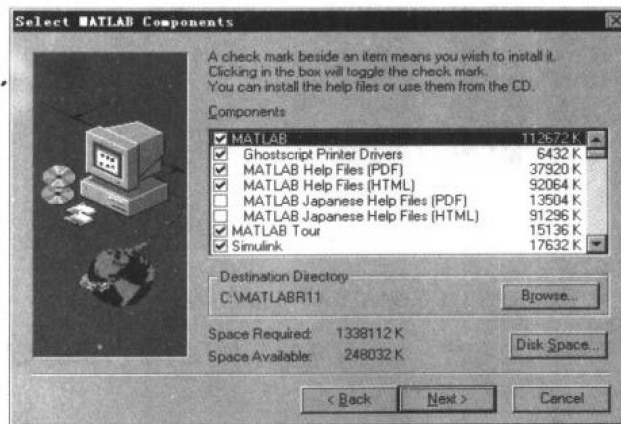 Select MATLAB Components
A check mark beside an item means you wish to install it.
Clicking in the box will toggle the check mark.
You can install the help files or use them from the CD.
Components
MATLAB 112672 K
Ghostscript Printer Drivers 6432 K
MATLAB Help Files (PDF) 37920 K
MATLAB Help Files (HTML) 92064 K
MATLAB Japanese Help Files (PDF) 13504 K
MATLAB Japanese Help Files (HTML) 91296 K
MATLAB Tour 15136 K
Simulink 17632 K
Destination Directory
C:\MATLABR11
Browse...
Space Required: 1338112 K
Space Available: 248032 K
Disk Space...
< Back
Next >
Cancel